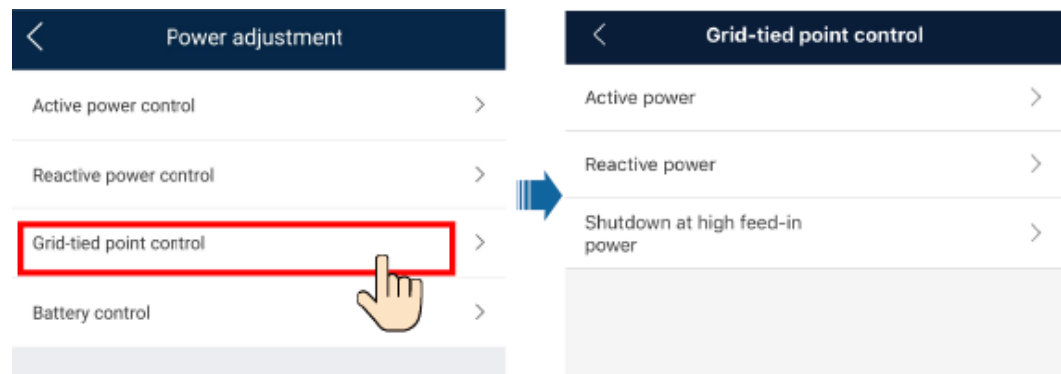 Power adjustment
Active power control
Reactive power control
Grid-tied point control
Battery control
Grid-tied point control
Active power
Reactive power
Shutdown at high feed-in
power